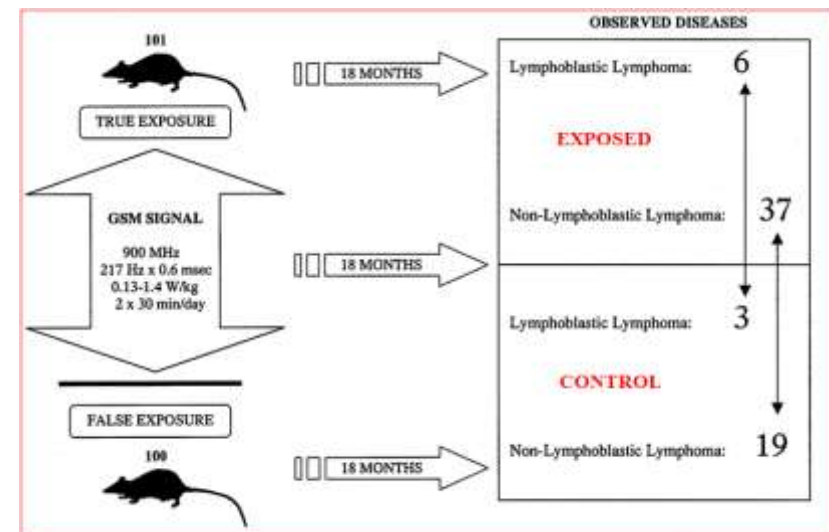 OBSERVED DISEASES
101
18 MONTHS
Lymphoblastic Lymphoma: 6
TRUE EXPOSURE
EXPOSED
GSM SIGNAL
Non-Lymphoblastic Lymphoma: 37
900 MHz
217 Hz x 0.6 msec
18 MONTHS
0.13-1.4 W/kg
2 x 30 min/day
Lymphoblastic Lymphoma: 3
CONTROL
FALSE EXPOSURE
100
Non-Lymphoblastic Lymphoma: 19
18 MONTHS